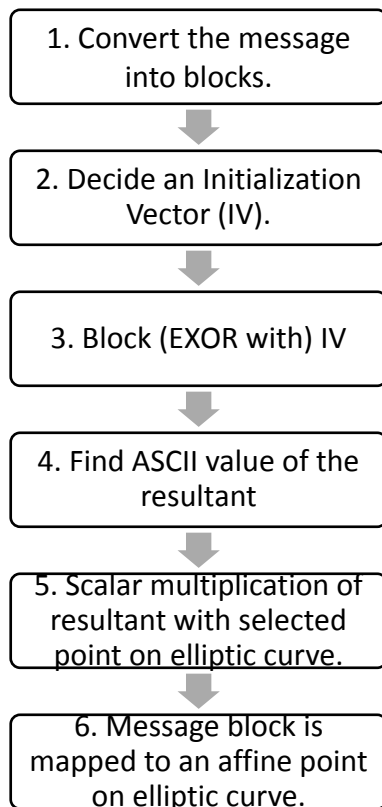 1. Convert the message
into blocks.
2. Decide an Initialization
Vector (IV).
3. Block (EXOR with) IV
4. Find ASCII value of the
resultant
5. Scalar multiplication of
resultant with selected
point on elliptic curve.
6. Message block is
mapped to an affine point
on elliptic curve.